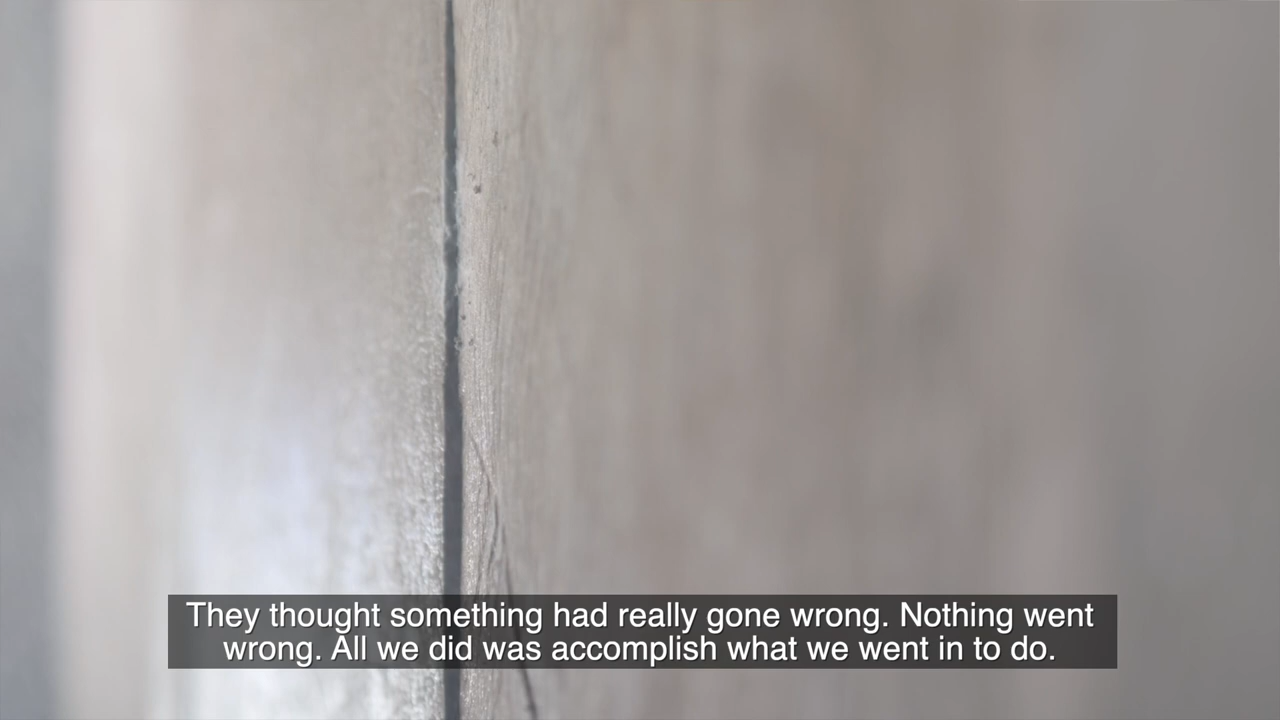 They thought something had really gone wrong. Nothing went
wrong. All we did was accomplish what we went in to do.